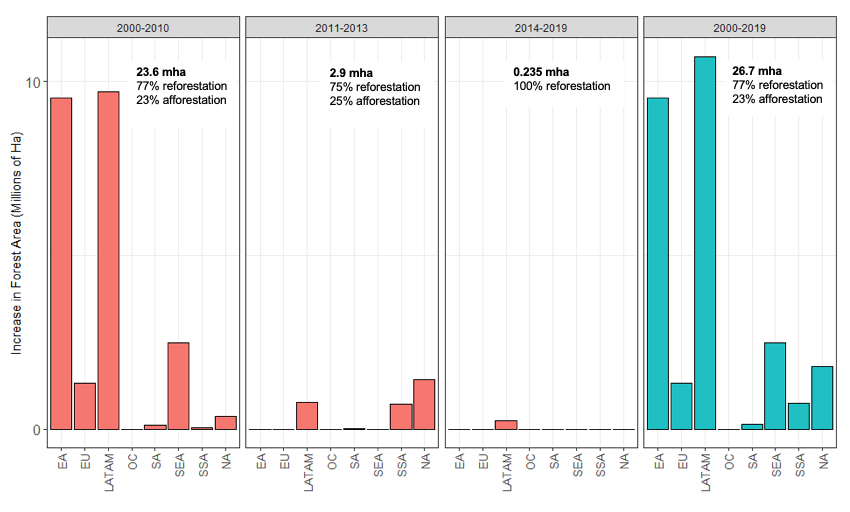 2000-2010
2011-2013
2014-2019
2000-2019
23.6 mha
77% reforestation
23% afforestation
2.9 mha
75% reforestation
25% afforestation
0.235 mha
100% reforestation
26.7 mha
77% reforestation
23% afforestation
Increase in Forest Area (Millions of Ha)
10
0
EA
EU
LATAM
OC
SA
SEA
SSA
NA
EA
EU
LATAM
OC
SA
SEA
SSA
NA
EA
EU
LATAM
OC
SA
SEA
SSA
NA
EA
EU
LATAM
OC
SA
SEA
SSA
NA